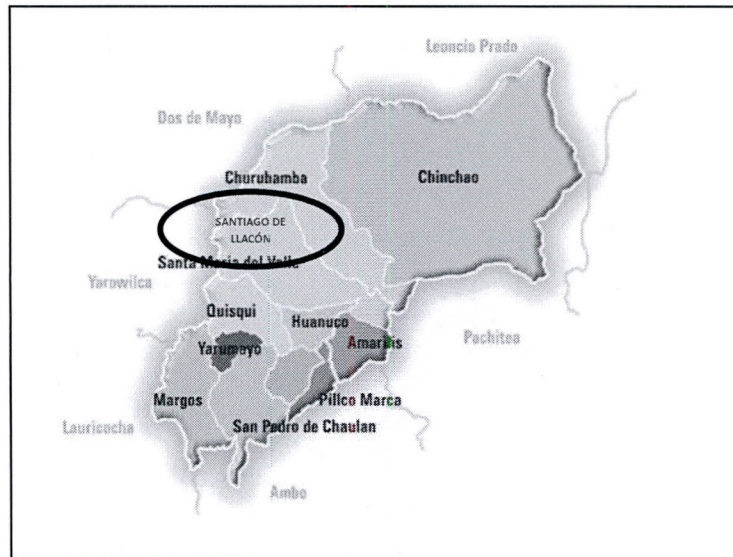 Leoncio Prado
Dos de Mayo
Churubamba
Chinchao
SANTIAGO DE
LLACÓN
Santa Maria del Valle
Yarowilca
Quisqui
Huanuco
Pachitea
Yarumayo
Amarilis
Margos
Pillco Marca
Lauricocha
San Pedro de Chaulan
Ambo